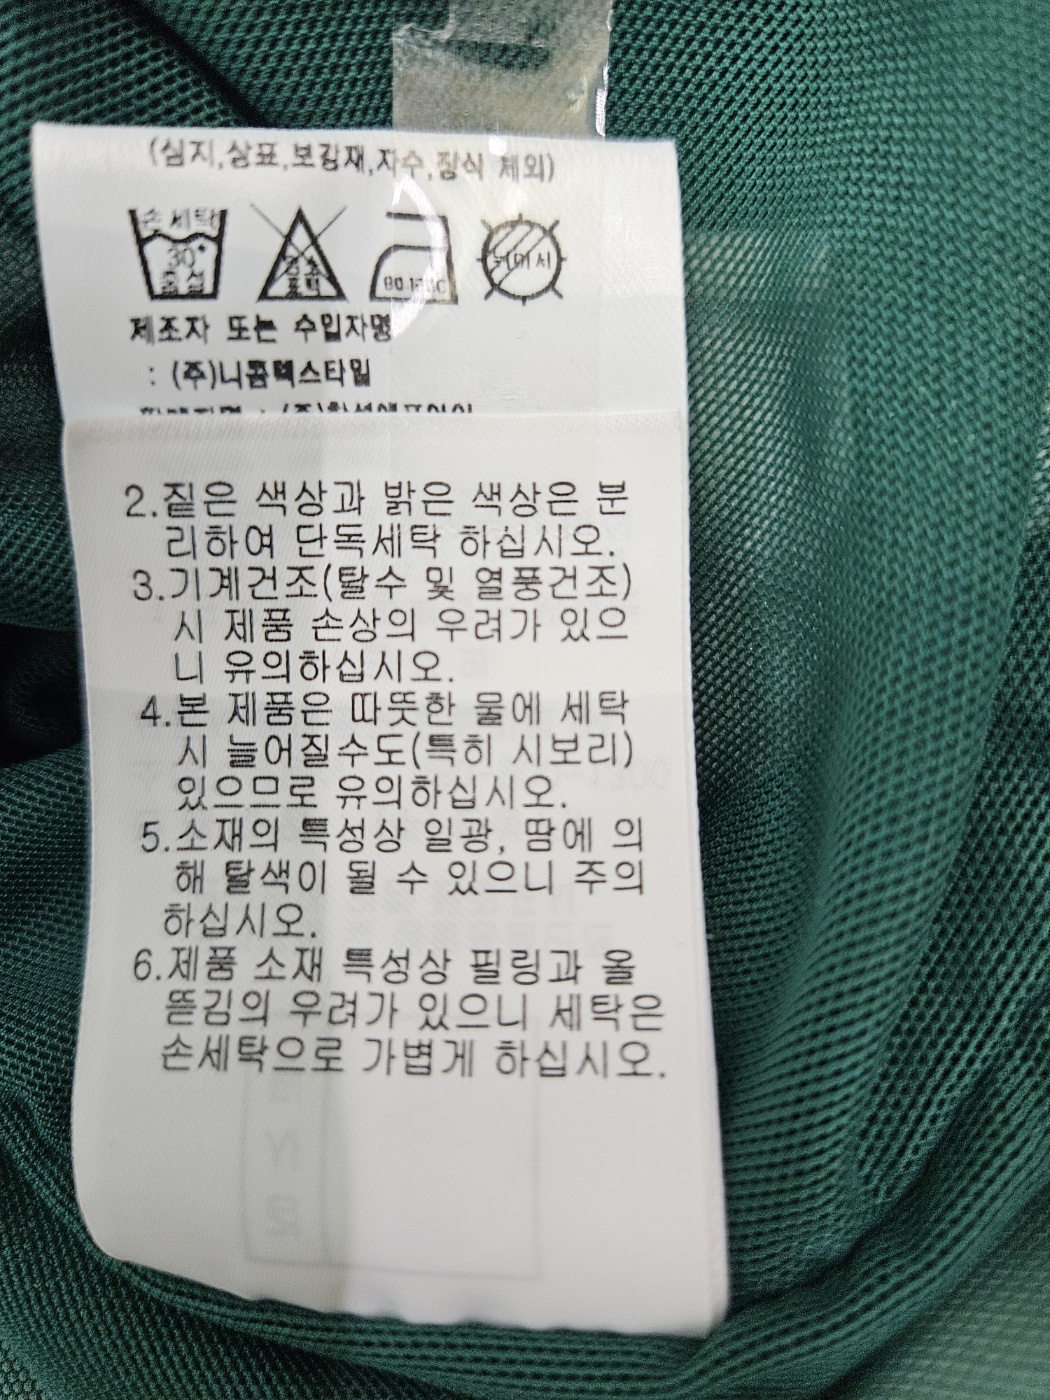 (심지,상표,보킴재,자수,장식 제외)
손세탁
30°
중성
염소
표백
80.120C
제조자 또는 수입자명
: (주)니콤텍스타일
2.짙은 색상과 밝은 색상은 분
리하여 단독세탁 하십시오.
3.기계건조(탈수 및 열풍건조)
시 제품 손상의 우려가 있으
니 유의하십시오.
4.본 제품은 따뜻한 물에 세탁
시 늘어질수도(특히 시보리)
있으므로 유의하십시오.
5.소재의 특성상 일광, 땀에 의
해 탈색이 될 수 있으니 주의
하십시오.
6.제품 소재 특성상 필링과 올
뜯김의 우려가 있으니 세탁은
손세탁으로 가볍게 하십시오.